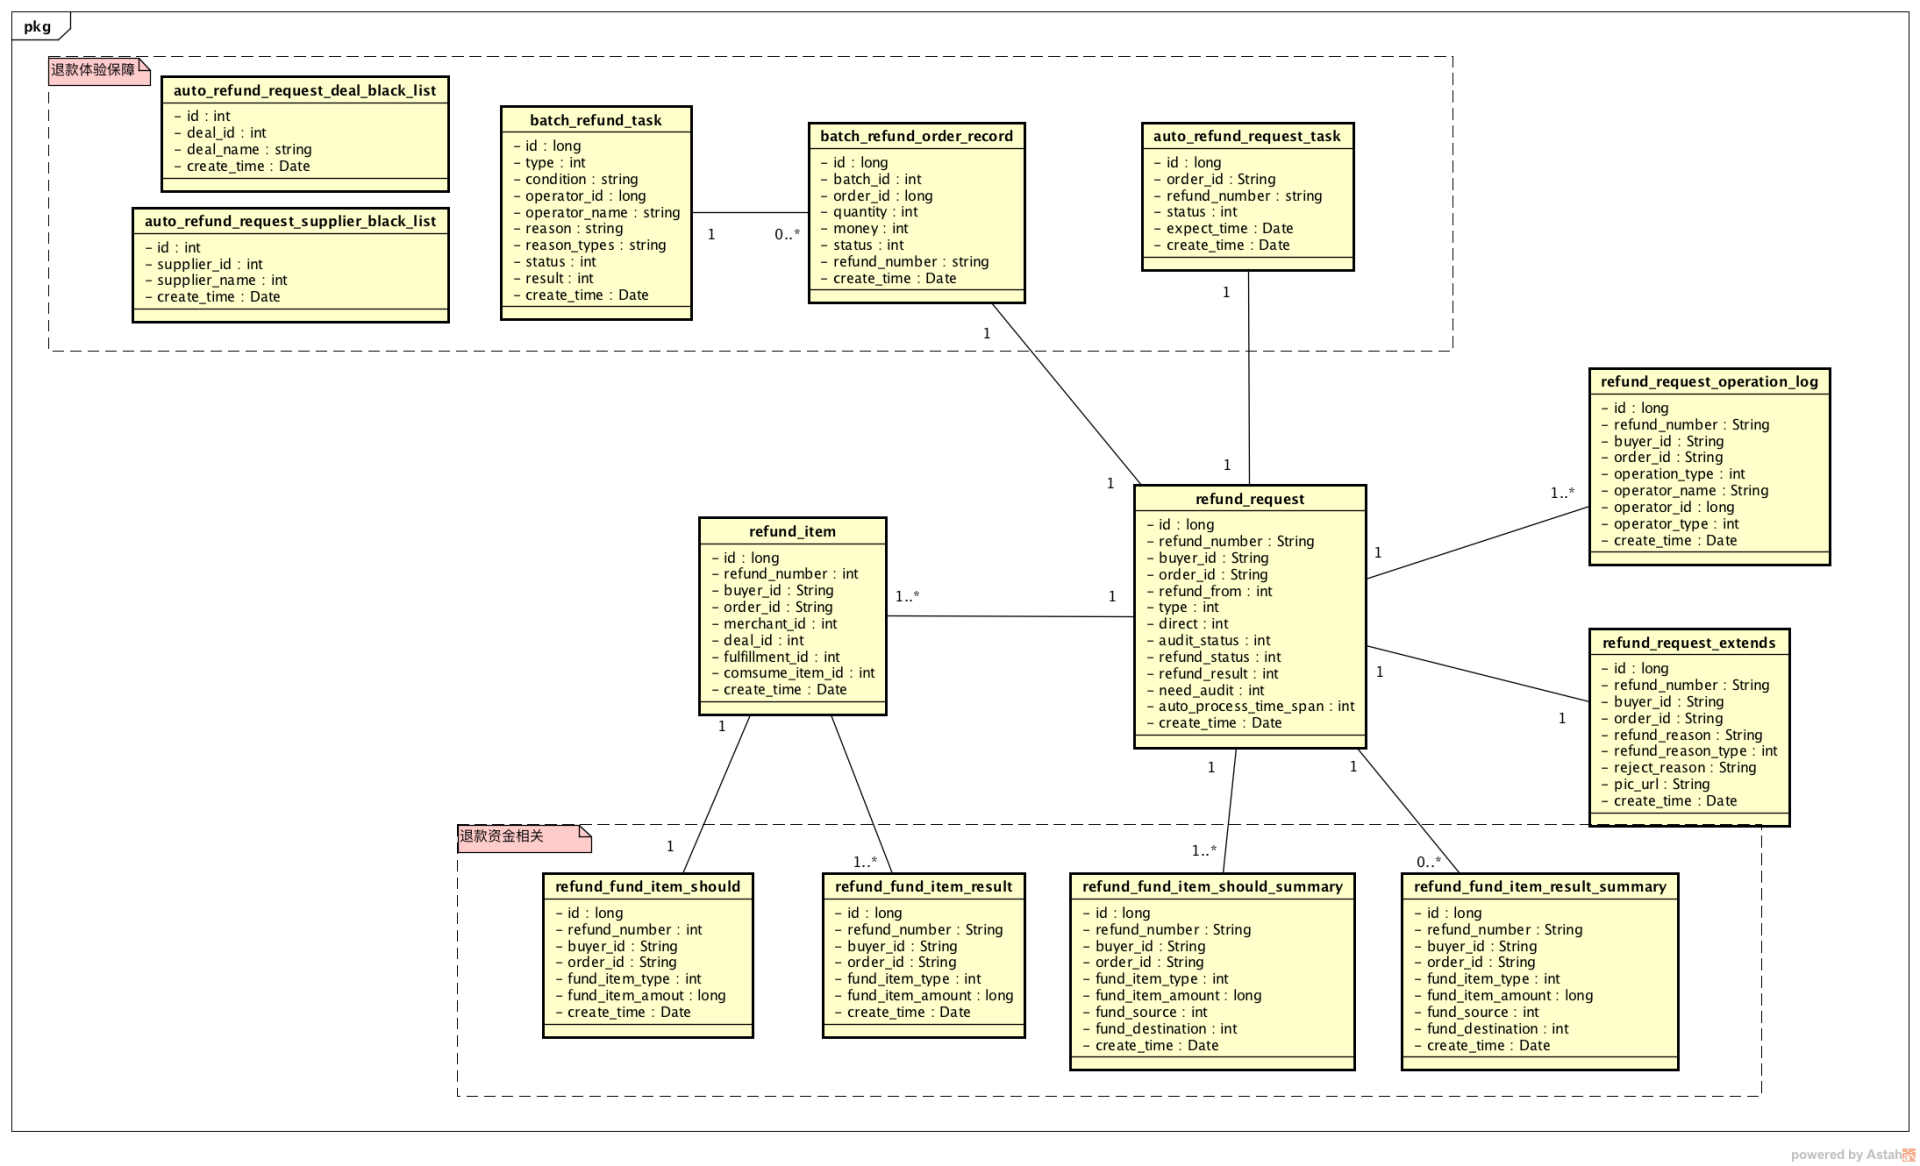 pkg
退款体验保障
auto_refund_request_deal_black_list
- id : int
- deal_id : int
- deal_name : string
- create_time : Date
auto_refund_request_supplier_black_list
- id : int
- supplier_id : int
- supplier_name : int
- create_time : Date
batch_refund_task
- id : long
- type : int
- condition : string
- operator_id : long
- operator_name : string
- reason : string
- reason_types : string
- status : int
- result : int
- create_time : Date
1
0..*
batch_refund_order_record
- id : long
- batch_id : int
- order_id : long
- quantity : int
- money : int
- status : int
- refund_number : string
- create_time : Date
1
1
auto_refund_request_task
- id : long
- order_id : String
- refund_number : string
- status : int
- expect_time : Date
- create_time : Date
1
1
refund_request_operation_log
- id : long
- refund_number : String
- buyer_id : String
- order_id : String
- operation_type : int
- operator_name : String
- operator_id : long
- operator_type : int
- create_time : Date
1..*
1
refund_request
- id : long
- refund_number : String
- buyer_id : String
- order_id : String
- refund_from : int
- type : int
- direct : int
- audit_status : int
- refund_status : int
- refund_result : int
- need_audit : int
- auto_process_time_span : int
- create_time : Date
refund_item
- id : long
- refund_number : int
- buyer_id : String
- order_id : String
- merchant_id : int
- deal_id : int
- fulfillment_id : int
- comsume_item_id : int
- create_time : Date
1..*
1
refund_request_extends
- id : long
- refund_number : String
- buyer_id : String
- order_id : String
- refund_reason : String
- refund_reason_type : int
- reject_reason : String
- pic_url : String
- create_time : Date
1
1
退款资金相关
1
1
refund_fund_item_should
- id : long
- refund_number : int
- buyer_id : String
- order_id : String
- fund_item_type : int
- fund_item_amout : long
- create_time : Date
1..*
refund_fund_item_result
- id : long
- refund_number : String
- buyer_id : String
- order_id : String
- fund_item_type : int
- fund_item_amount : long
- create_time : Date
1
1..*
refund_fund_item_should_summary
- id : long
- refund_number : String
- buyer_id : String
- order_id : String
- fund_item_type : int
- fund_item_amount : long
- fund_source : int
- fund_destination : int
- create_time : Date
1
0..*
refund_fund_item_result_summary
- id : long
- refund_number : String
- buyer_id : String
- order_id : String
- fund_item_type : int
- fund_item_amount : long
- fund_source : int
- fund_destination : int
- create_time : Date
powered by Astah